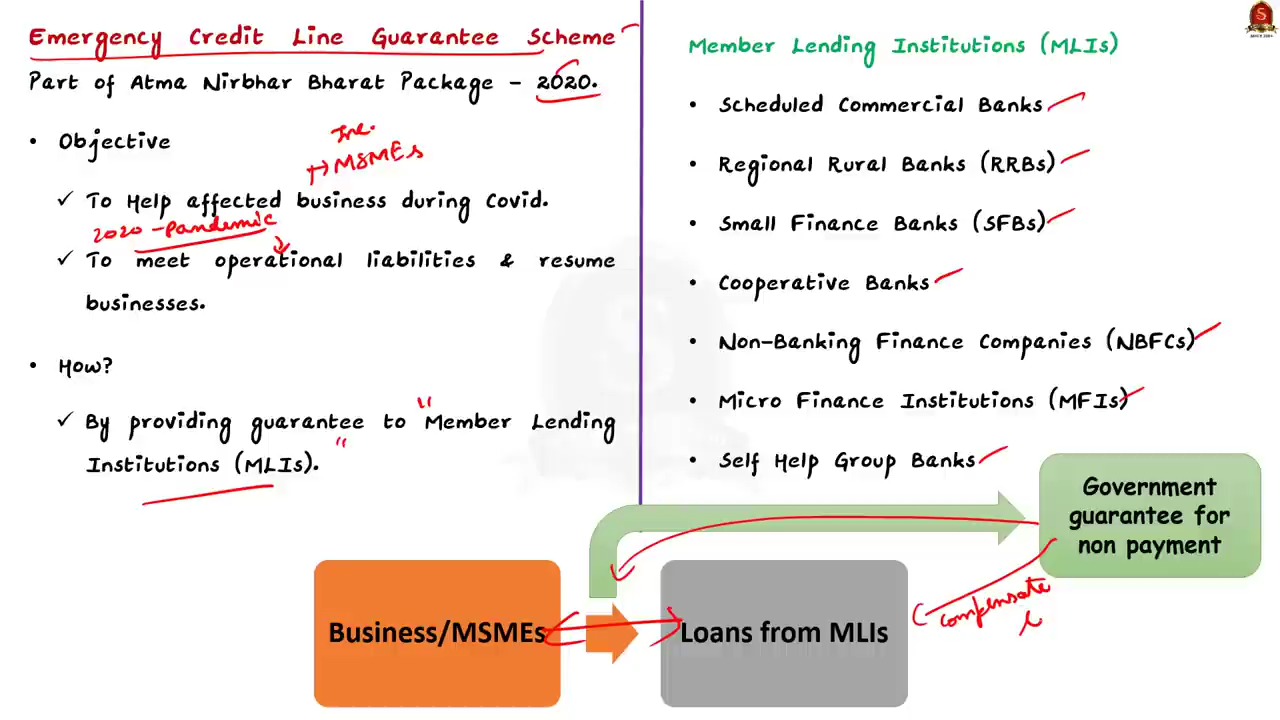 Emergency Credit Line Guarantee Scheme
Part of Atma Nirbhar Bharat Package - 2020.
• Objective
Inc.
→ MSMEs
✓ To Help affected business during Covid.
2020 - Pandemic
✓ To meet operational liabilities & resume
businesses.
• How?
✓ By providing guarantee to "Member Lending
Institutions (MLIs)."
Member Lending Institutions (MLIs)
• Scheduled Commercial Banks
• Regional Rural Banks (RRBs)
• Small Finance Banks (SFBs)
• Cooperative Banks
• Non-Banking Finance Companies (NBFCs)
• Micro Finance Institutions (MFIs)
• Self Help Group Banks
Government
guarantee for
non payment
Business/MSMEs
Loans from MLIs
compensate